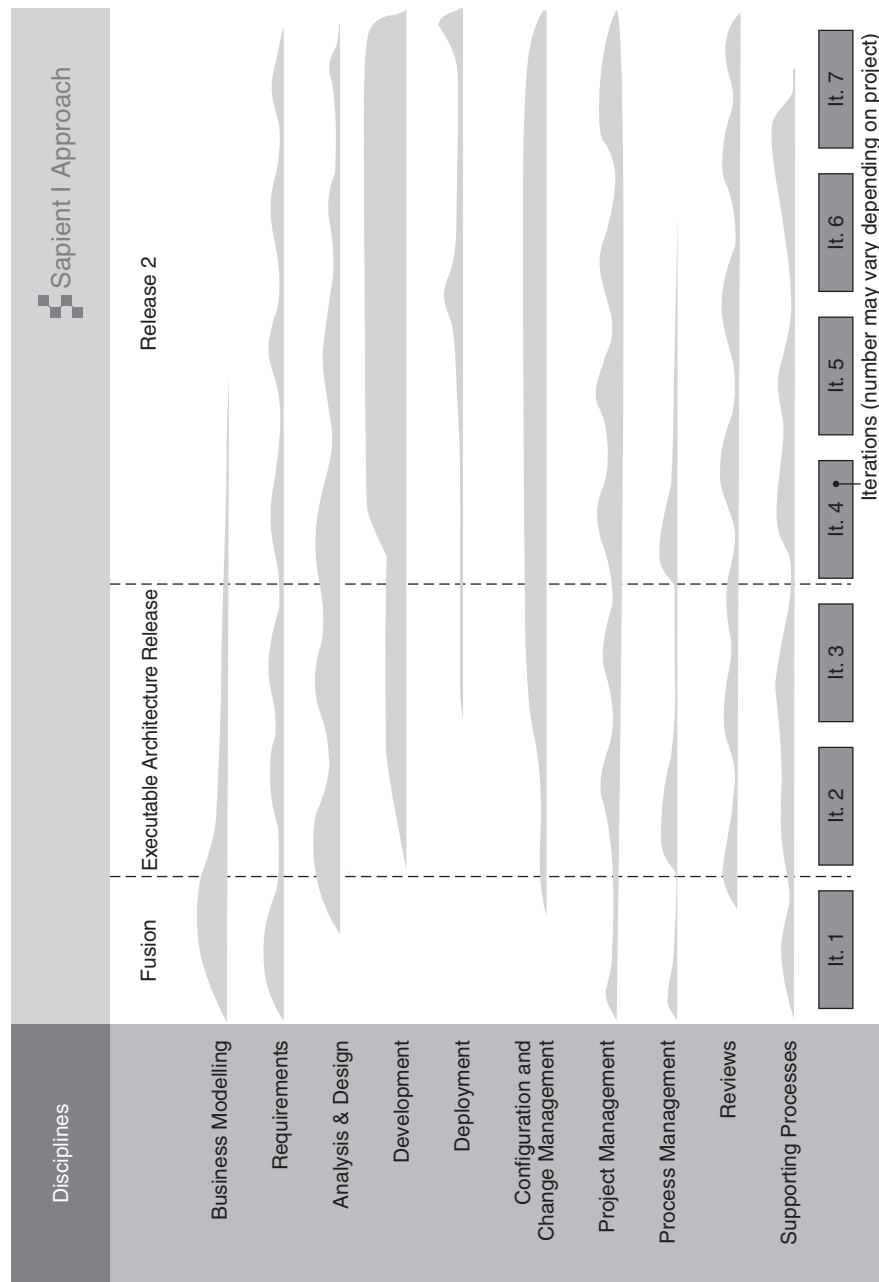 Disciplines
Sapient I Approach
Fusion
Executable Architecture Release
Release 2
Business Modelling
Requirements
Analysis & Design
Development
Deployment
Configuration and
Change Management
Project Management
Process Management
Reviews
Supporting Processes
It. 1
It. 2
It. 3
It. 4
It. 5
It. 6
It. 7
Iterations (number may vary depending on project)